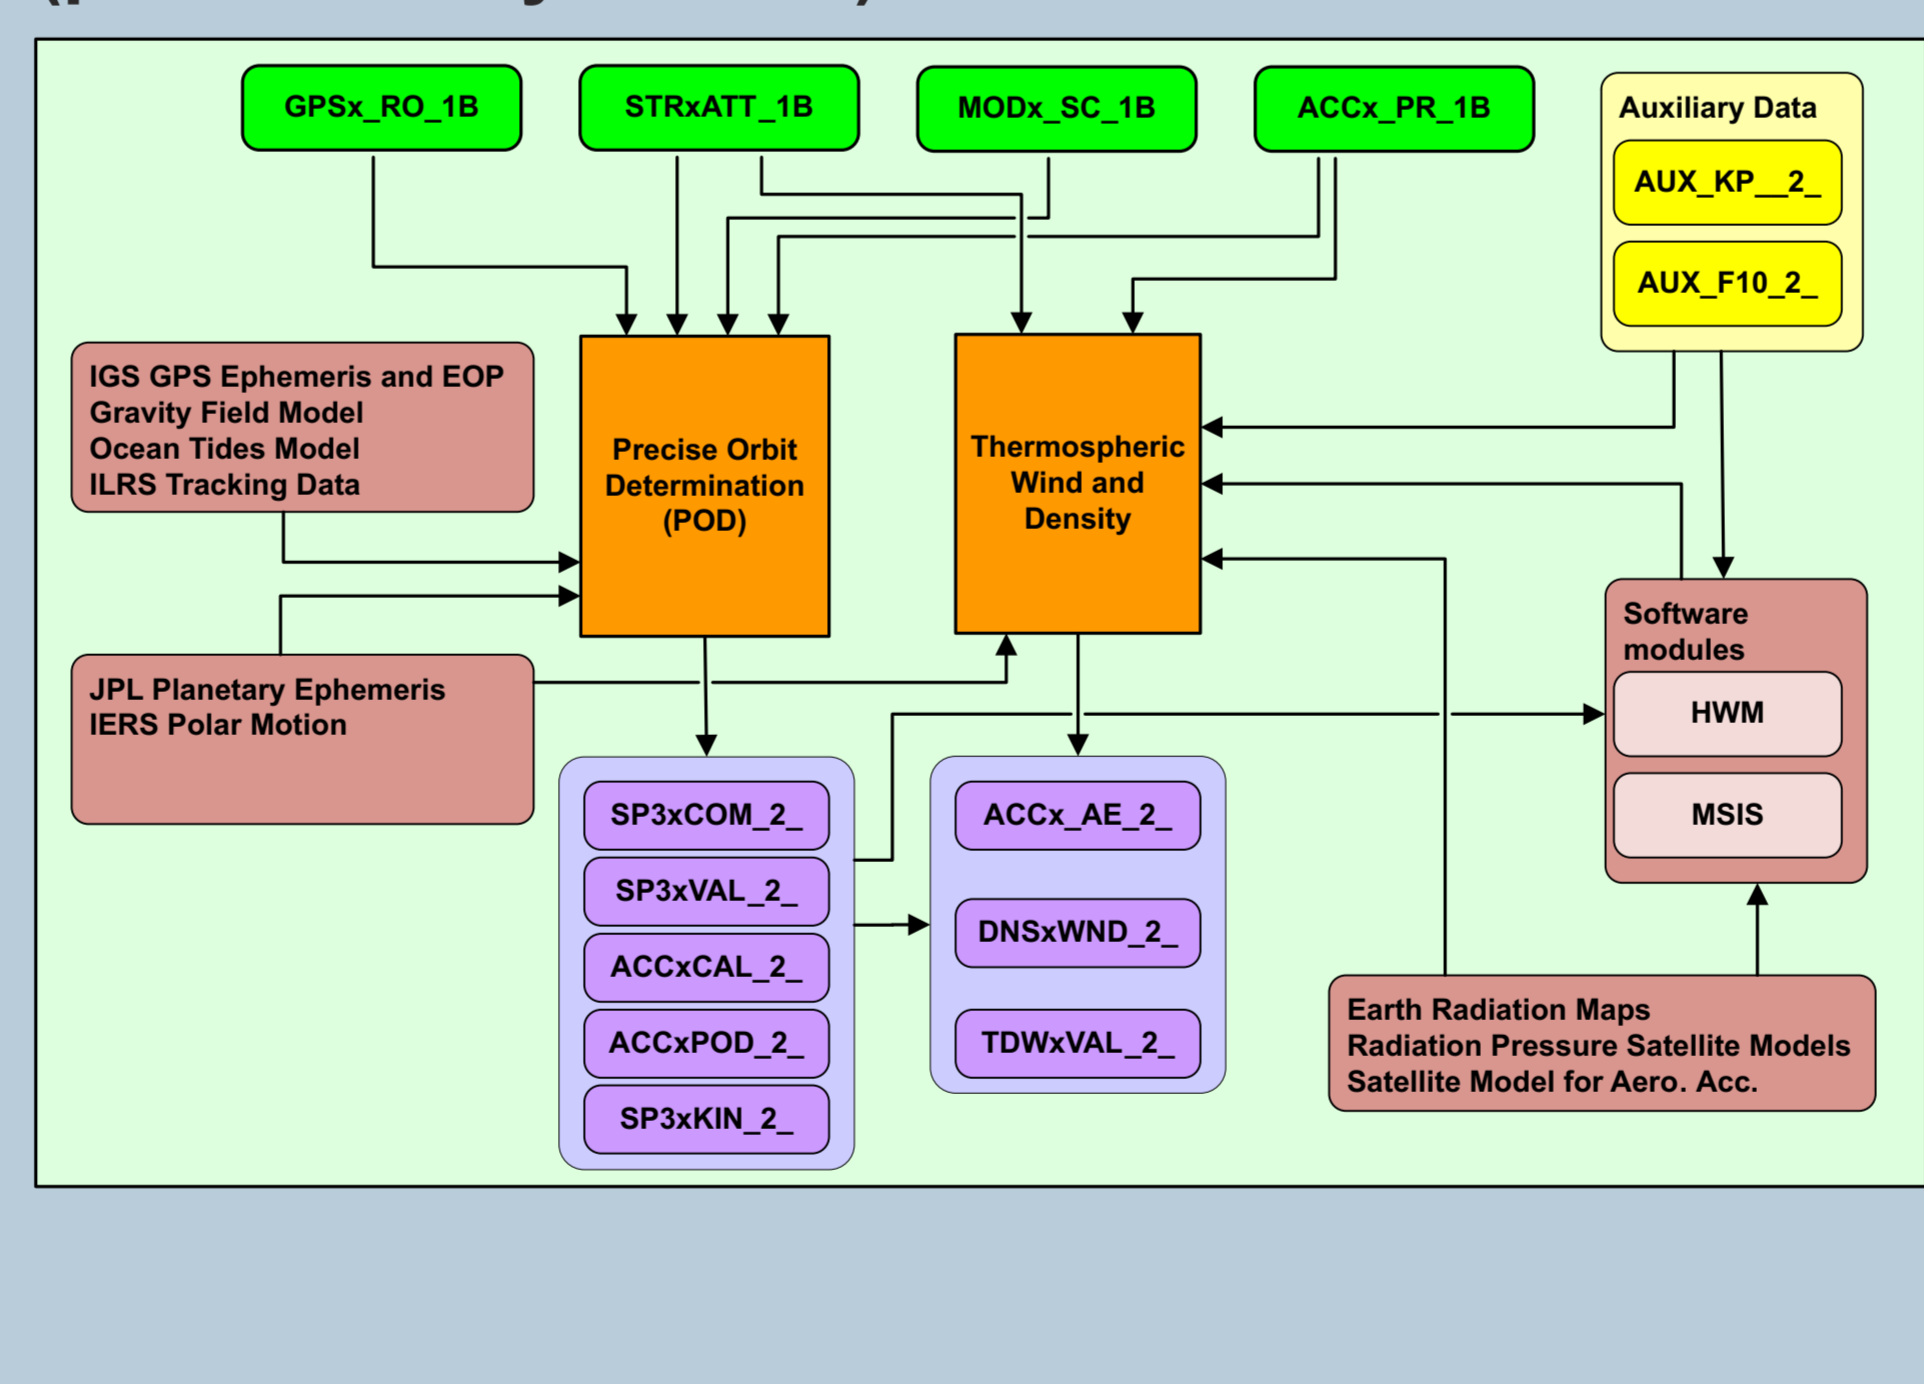 GPSx_RO_1B
STRxATT_1B
MODx_SC_1B
ACCx_PR_1B
Auxiliary Data
AUX_KP__2_
AUX_F10_2_
IGS GPS Ephemeris and EOP
Gravity Field Model
Ocean Tides Model
ILRS Tracking Data
Precise Orbit
Determination
(POD)
Thermospheric
Wind and
Density
JPL Planetary Ephemeris
IERS Polar Motion
Software
modules
HWM
MSIS
SP3xCOM_2_
SP3xVAL_2_
ACCxCAL_2_
ACCxPOD_2_
SP3xKIN_2_
ACCx_AE_2_
DNSxWND_2_
TDWxVAL_2_
Earth Radiation Maps
Radiation Pressure Satellite Models
Satellite Model for Aero. Acc.